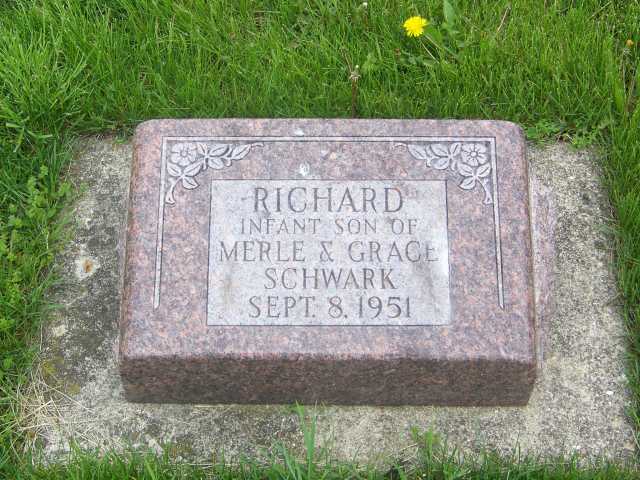 RICHARD
INFANT SON OF
MERLE & GRACE
SCHWARK
SEPT. 8, 1951